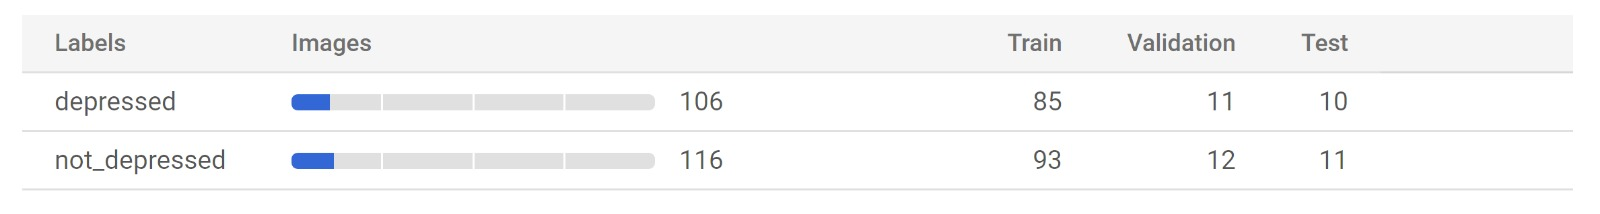 Labels Images Train Validation Test
depressed 106 85 11 10
not_depressed 116 93 12 11